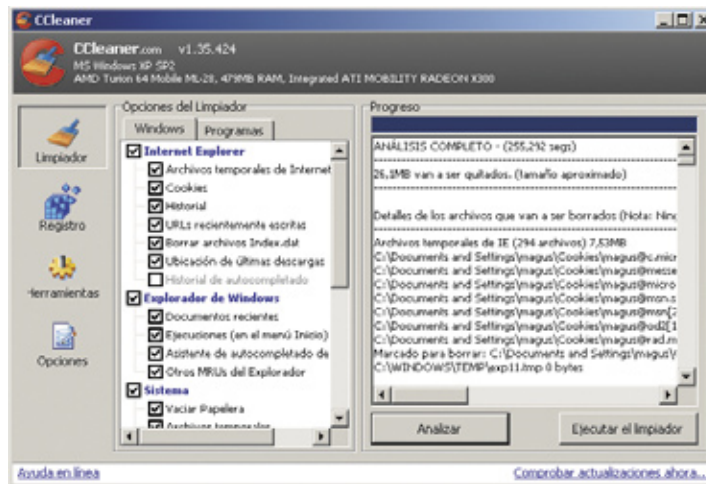 CCleaner
CCleaner.com v1.35.424
MS Windows XP SP2
AMD Turion 64 Mobile ML-28, 479MB RAM, Integrated ATI MOBILITY RADEON X300
Limpiador
Registro
Herramientas
Opciones
Opciones del Limpiador
Windows Programas
Internet Explorer
Archivos temporales de Internet
Cookies
Historial
URLs recientemente escritas
Borrar archivos Index.dat
Ubicación de últimas descargas
Historial de autocompletado
Explorador de Windows
Documentos recientes
Ejecuciones (en el menú Inicio)
Asistente de autocompletado de
Otros MRUs del Explorador
Sistema
Vaciar Papelera
Archivos temporales
Progreso
ANÁLISIS COMPLETO - (255,292 segs)
26,1MB van a ser quitados. (tamaño aproximado)
Detalles de los archivos que van a ser borrados (Nota: Nin
Archivos temporales de IE (294 archivos) 7,53MB
C:\Documents and Settings\magus\Cookies\magus@c.micr
C:\Documents and Settings\magus\Cookies\magus@messe
C:\Documents and Settings\magus\Cookies\magus@micro
C:\Documents and Settings\magus\Cookies\magus@msn.s
C:\Documents and Settings\magus\Cookies\magus@msn[2
C:\Documents and Settings\magus\Cookies\magus@od2[1
C:\Documents and Settings\magus\Cookies\magus@rad.m
Marcado para borrar: C:\Documents and Settings\magus\
C:\WINDOWS\TEMP\exp11.tmp 0 bytes
Analizar
Ejecutar el limpiador
Ayuda en línea
Comprobar actualizaciones ahora...